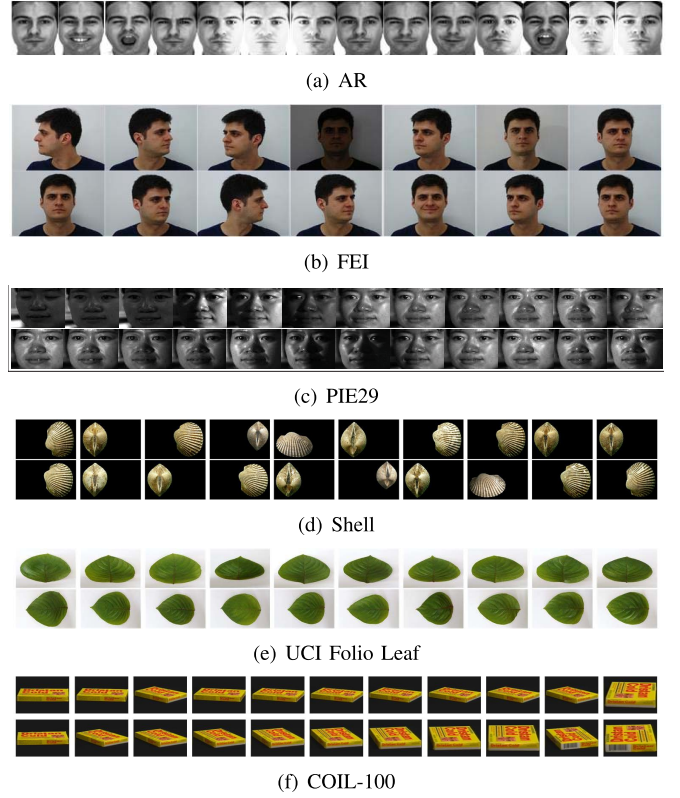 (a) AR
(b) FEI
(c) PIE29
(d) Shell
(e) UCI Folio Leaf
(f) COIL-100